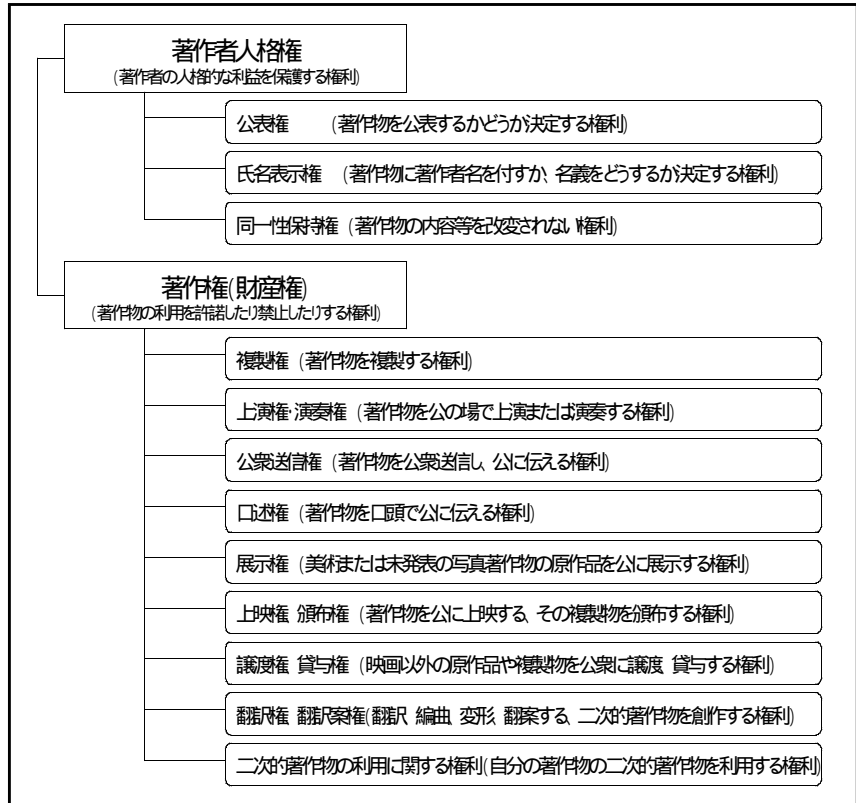 著作者人格権
(著作者の人格的な利益を保護する権利)
公表権 (著作物を公表するかどうか決定する権利)
氏名表示権 (著作物に著作者名を付すか、名義をどうするか決定する権利)
同一性保持権 (著作物の内容等を改変されない権利)
著作権(財産権)
(著作物の利用を許諾したり禁止したりする権利)
複製権 (著作物を複製する権利)
上演権・演奏権 (著作物を公の場で上演または演奏する権利)
公衆送信権 (著作物を公衆送信し、公に伝える権利)
口述権 (著作物を口頭で公に伝える権利)
展示権 (美術または未発表の写真著作物の原作品を公に展示する権利)
上映権 頒布権 (著作物を公に上映する、その複製物を頒布する権利)
譲度権 貸与権 (映画以外の原作品や複製物を公衆に譲度 貸与する権利)
翻訳権 翻訳案権(翻訳 編曲 変形 翻案する、二次的著作物を創作する権利)
二次的著作物の利用に関する権利(自分の著作物の二次的著作物を利用する権利)